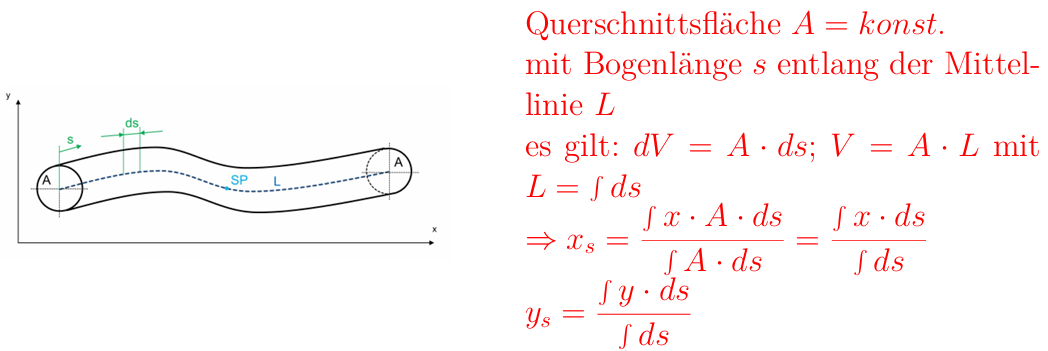 y
s
ds
A
SP
L
A
x
Querschnittsfläche $A = konst.$
mit Bogenlänge $s$ entlang der Mittel-
linie $L$
es gilt: $dV = A \cdot ds$; $V = A \cdot L$ mit
$L = \int ds$
$\Rightarrow x_s = \frac{\int x \cdot A \cdot ds}{\int A \cdot ds} = \frac{\int x \cdot ds}{\int ds}$
$y_s = \frac{\int y \cdot ds}{\int ds}$